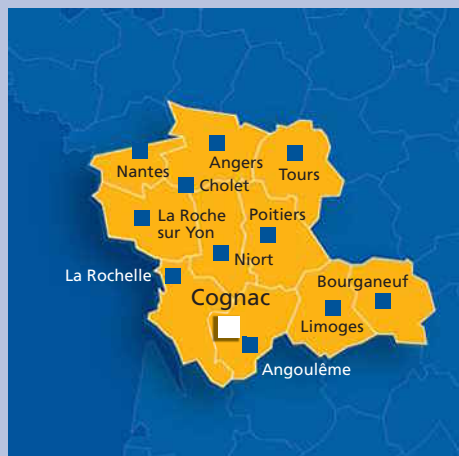 Nantes
Angers
Tours
Cholet
La Roche
sur Yon
Poitiers
Niort
La Rochelle
Cognac
Bourganeuf
Limoges
Angoulême